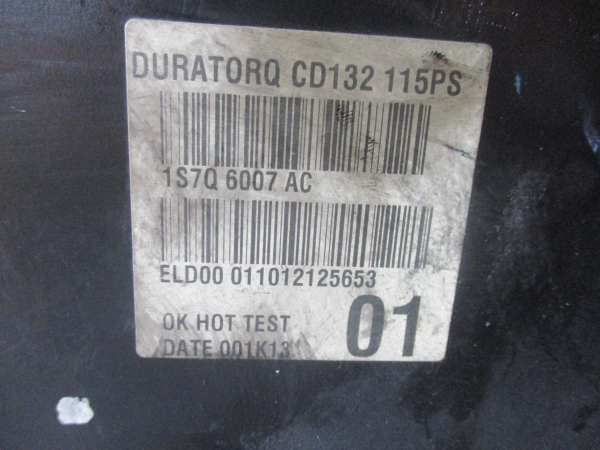 DURATORQ CD132 115PS
1S7Q 6007 AC
ELD00 011012125653
OK HOT TEST
01
DATE 001K13